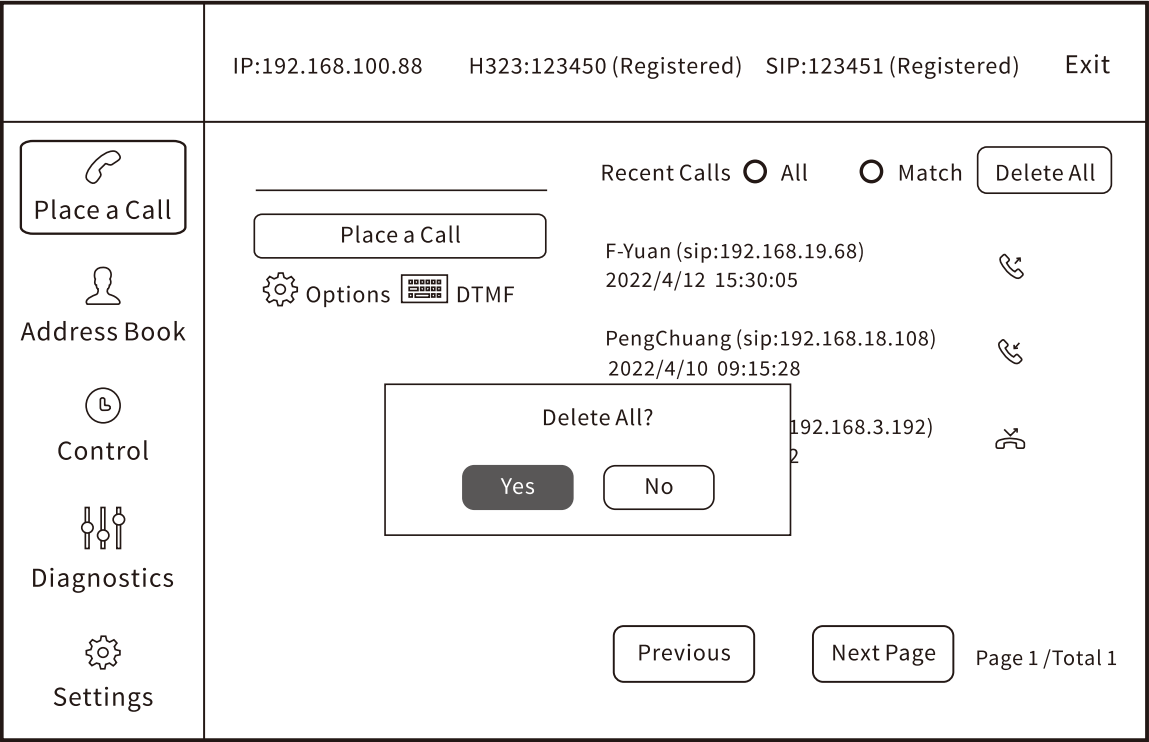 IP:192.168.100.88 H323:123450 (Registered) SIP:123451 (Registered) Exit
Place a Call
Address Book
Control
Diagnostics
Settings
Place a Call
Options DTMF
Recent Calls All Match Delete All
F-Yuan (sip:192.168.19.68)
2022/4/12 15:30:05
PengChuang (sip:192.168.18.108)
2022/4/10 09:15:28
192.168.3.192)
2
Delete All?
Yes No
Previous Next Page Page 1 /Total 1